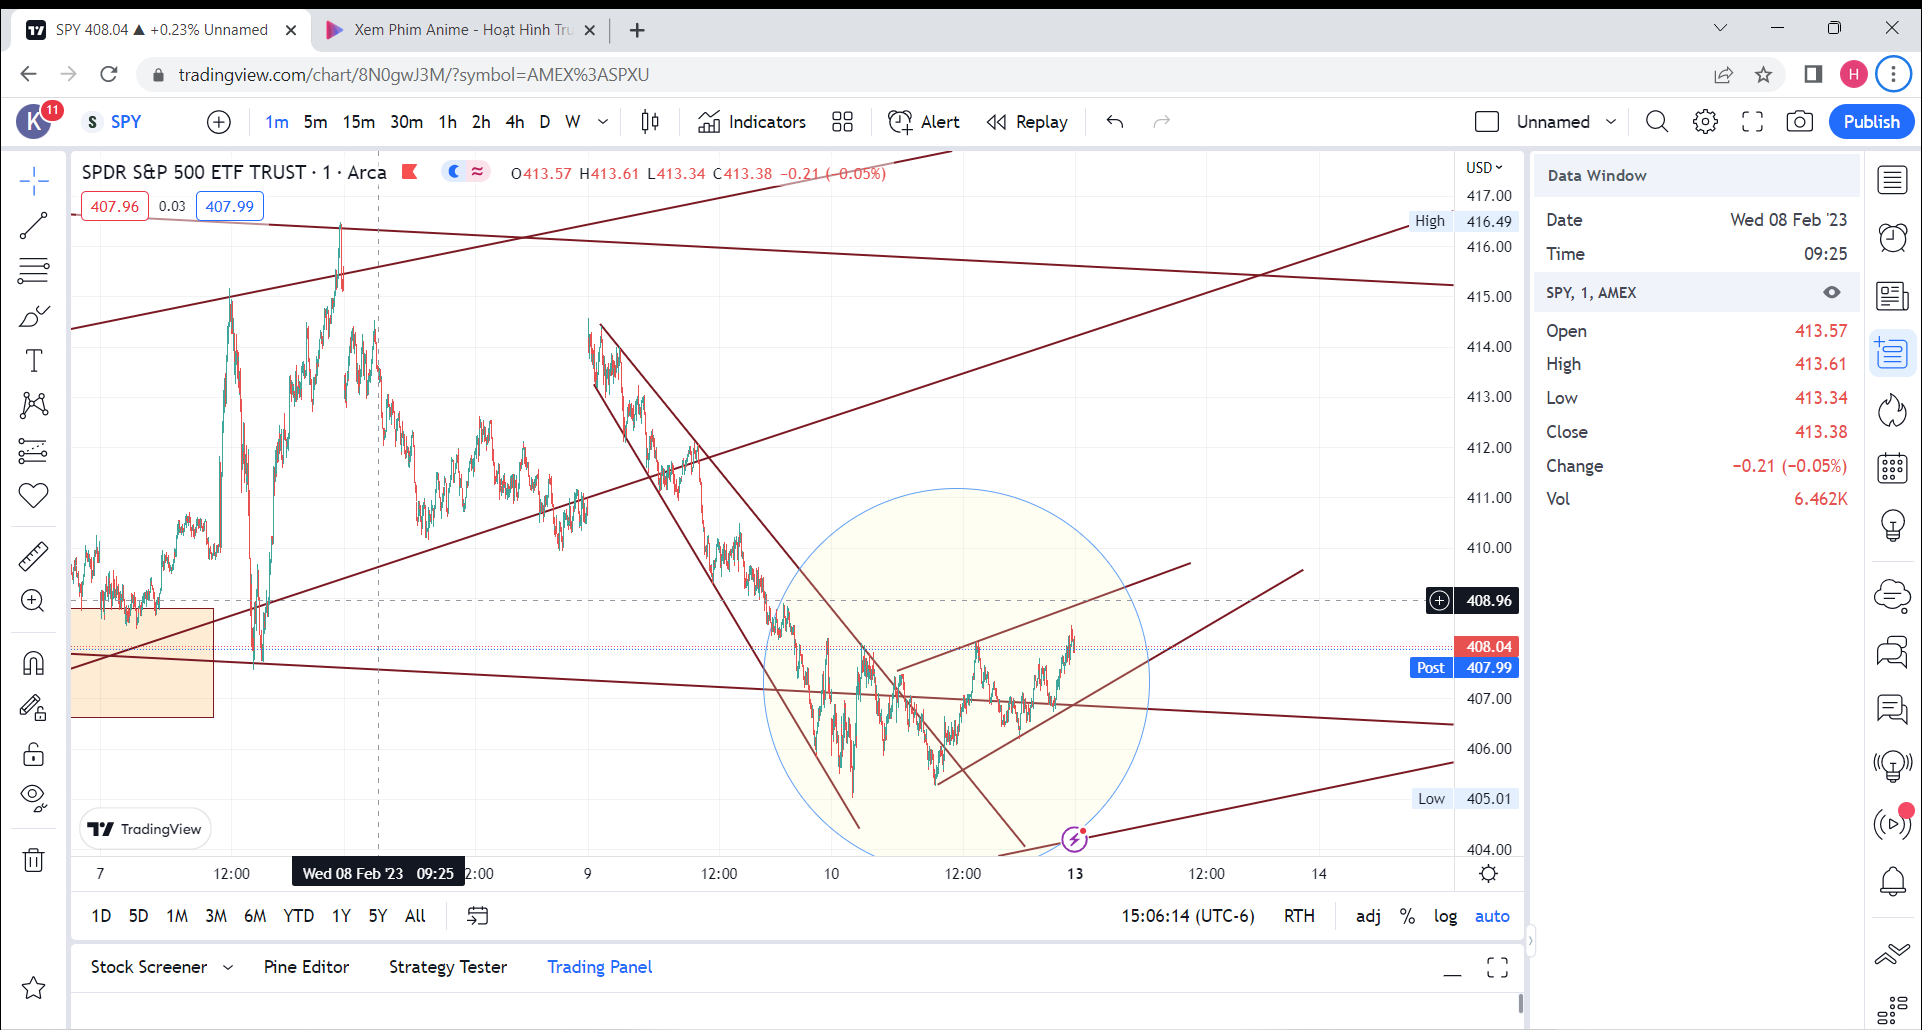 SPY 408.04 ▲ +0.23% Unnamed
Xem Phim Anime - Hoạt Hình Tru
tradingview.com/chart/8N0gwJ3M/?symbol=AMEX%3ASPXU
H
K 11 S SPY 1m 5m 15m 30m 1h 2h 4h D W Indicators Alert Replay Unnamed Publish
SPDR S&P 500 ETF TRUST · 1 · Arca O413.57 H413.61 L413.34 C413.38 −0.21 (−0.05%)
407.96 0.03 407.99
USD
417.00
High 416.49
416.00
415.00
414.00
413.00
412.00
411.00
410.00
408.96
408.04
Post 407.99
407.00
406.00
Low 405.01
404.00
TradingView
7 12:00 Wed 08 Feb '23 09:25 2:00 9 12:00 10 12:00 13 12:00 14
1D 5D 1M 3M 6M YTD 1Y 5Y All 15:06:14 (UTC-6) RTH adj % log auto
Stock Screener Pine Editor Strategy Tester Trading Panel
Data Window
Date Wed 08 Feb '23
Time 09:25
SPY, 1, AMEX
Open 413.57
High 413.61
Low 413.34
Close 413.38
Change −0.21 (−0.05%)
Vol 6.462K